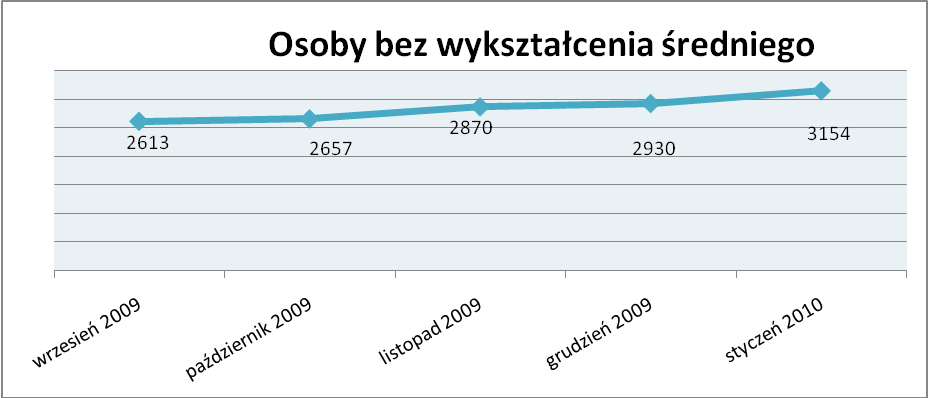 Osoby bez wykształcenia średniego
2613
2657
2870
2930
3154
wrzesień 2009
październik 2009
listopad 2009
grudzień 2009
styczeń 2010